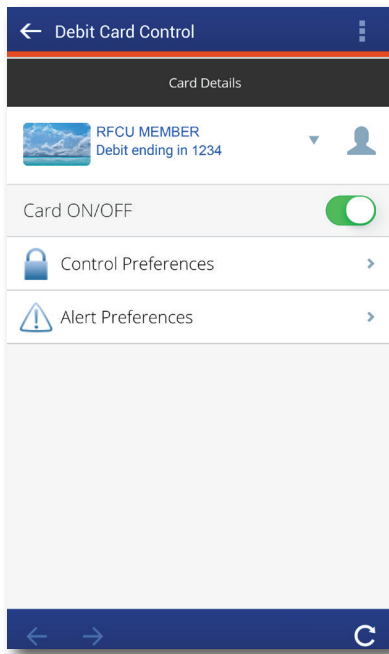 Debit Card Control
Card Details
RFCU MEMBER
Debit ending in 1234
Card ON/OFF
Control Preferences
Alert Preferences